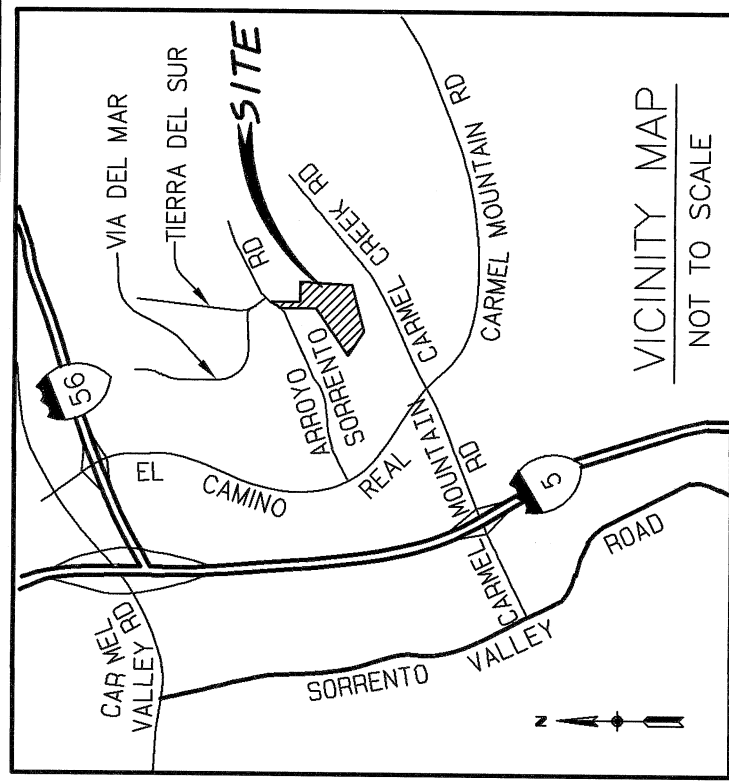 VIA DEL MAR
TIERRA DEL SUR
SITE
56
CARMEL
VALLEY RD
EL CAMINO REAL
ARROYO
SORRENTO
RD
CARMEL CREEK RD
CARMEL MOUNTAIN RD
CARMEL MOUNTAIN
RD
5
SORRENTO VALLEY ROAD
N
VICINITY MAP
NOT TO SCALE